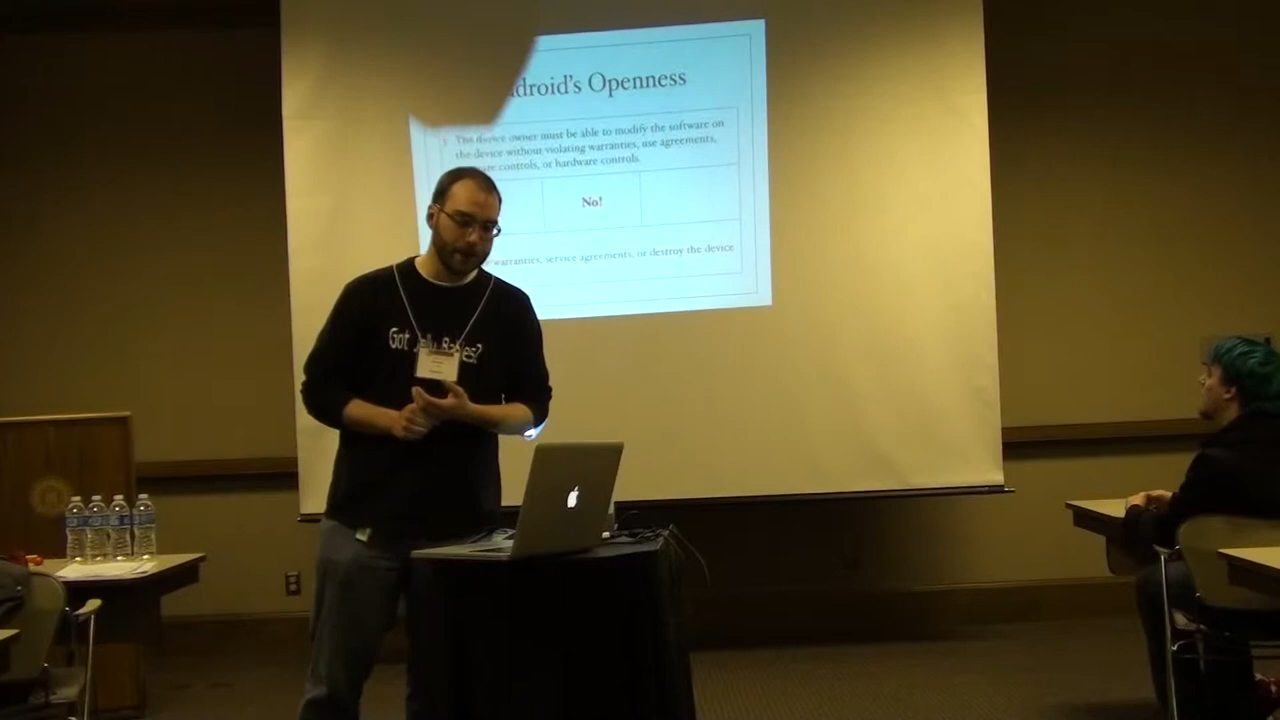 droid's Openness
The device owner must be able to modify the software on
the device without violating warranties, use agreements,
controls, or hardware controls.
No!
warranties, service agreements, or destroy the device
Got Jelly Babies?